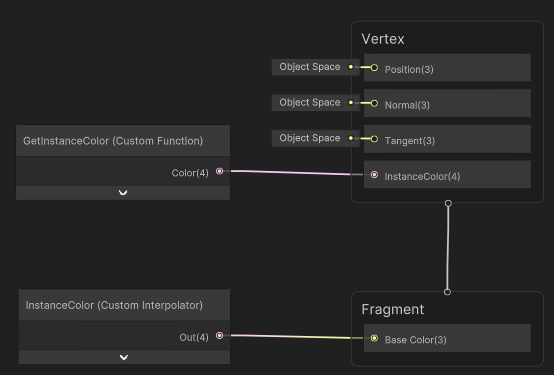 Vertex
Object Space
Position(3)
Object Space
Normal(3)
Object Space
Tangent(3)
GetInstanceColor (Custom Function)
Color(4)
InstanceColor(4)
InstanceColor (Custom Interpolator)
Out(4)
Fragment
Base Color(3)